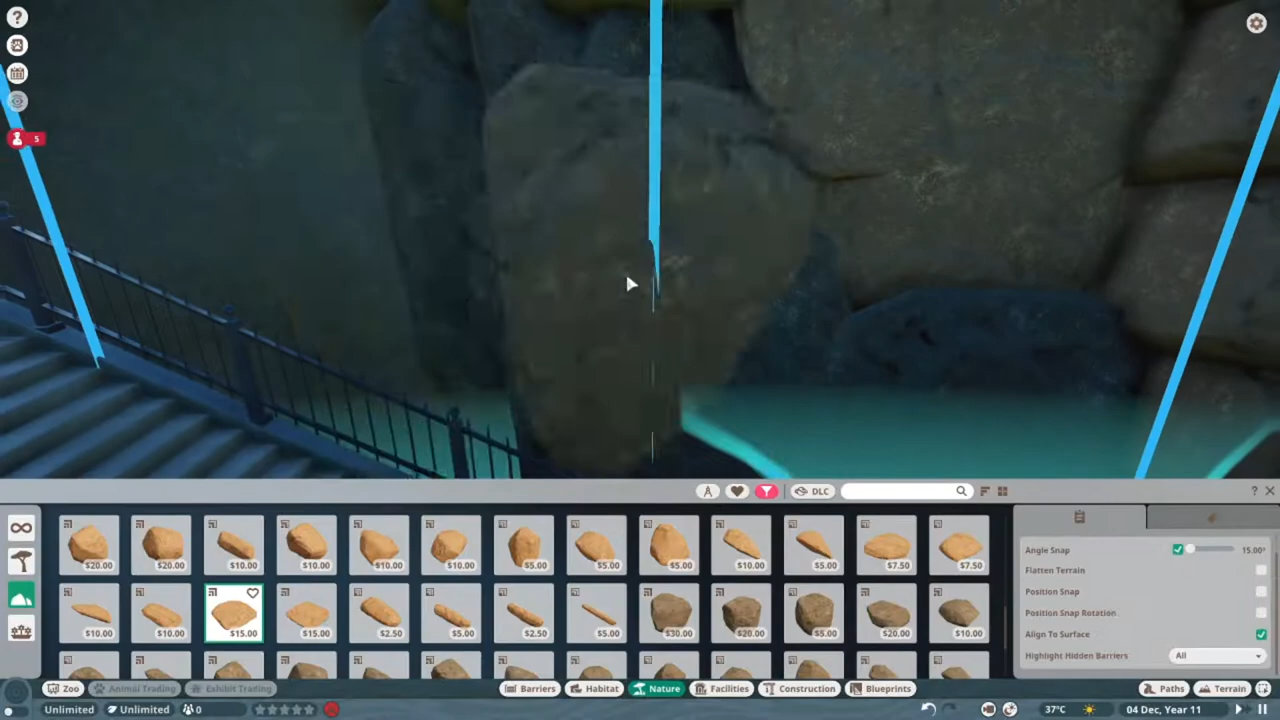 ?
5
DLC
? ×
$20.00 $20.00 $10.00 $10.00 $10.00 $10.00 $5.00 $5.00 $5.00 $10.00 $5.00 $7.50 $7.50
Angle Snap 15.00°
Flatten Terrain
Position Snap
$10.00 $10.00 $15.00 $15.00 $2.50 $5.00 $2.50 $5.00 $30.00 $20.00 $5.00 $20.00 $10.00
Position Snap Rotation
Align To Surface
Highlight Hidden Barriers All
Zoo Animal Trading Exhibit Trading Barriers Habitat Nature Facilities Construction Blueprints Paths Terrain
Unlimited Unlimited 0 37°C 04 Dec, Year 11